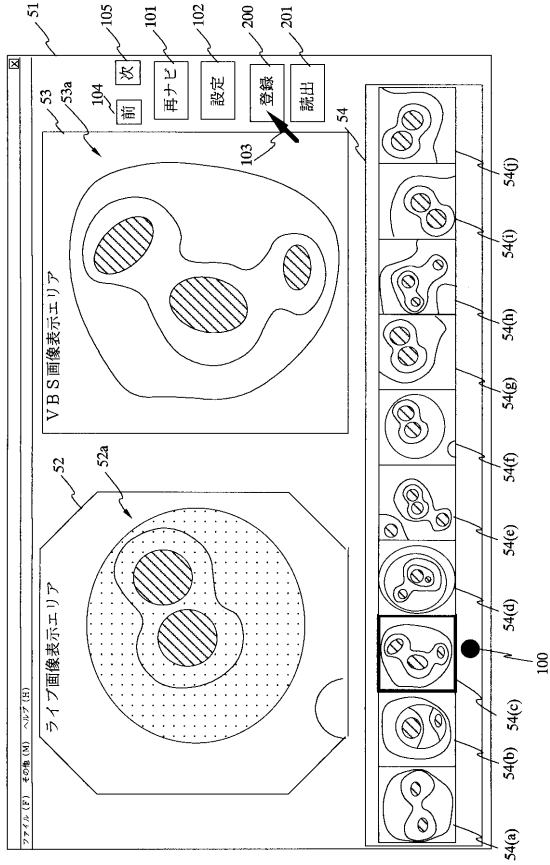 ファイル (F) その他 (M) ヘルプ (H)
ライブ画像表示エリア
VBS画像表示エリア
52
52a
53
53a
51
104
105
101
102
200
201
103
54
前
次
再ナビ
設定
登録
読出
54(a)
54(b)
54(c)
54(d)
54(e)
54(f)
54(g)
54(h)
54(i)
54(j)
100